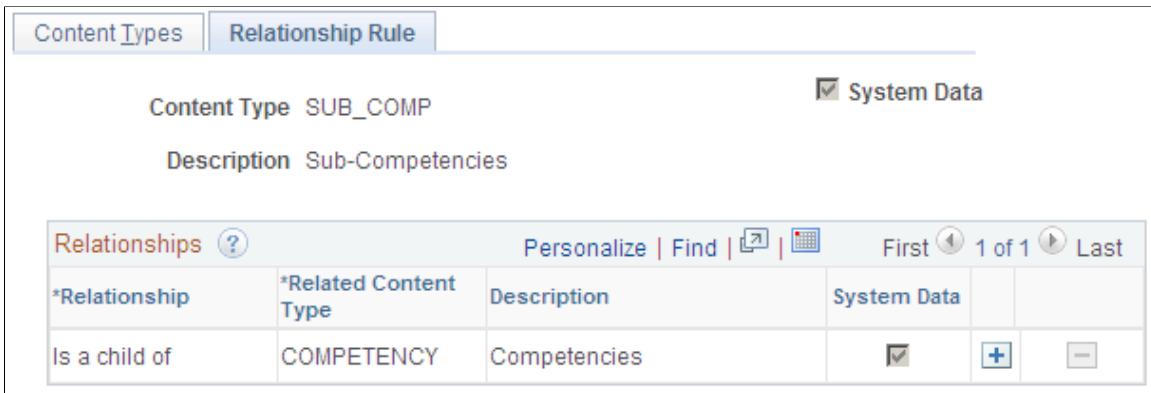 Content Types Relationship Rule
Content Type SUB_COMP System Data
Description Sub-Competencies
Relationships ? Personalize | Find | | First 1 of 1 Last
*Relationship *Related Content Type Description System Data
Is a child of COMPETENCY Competencies + −